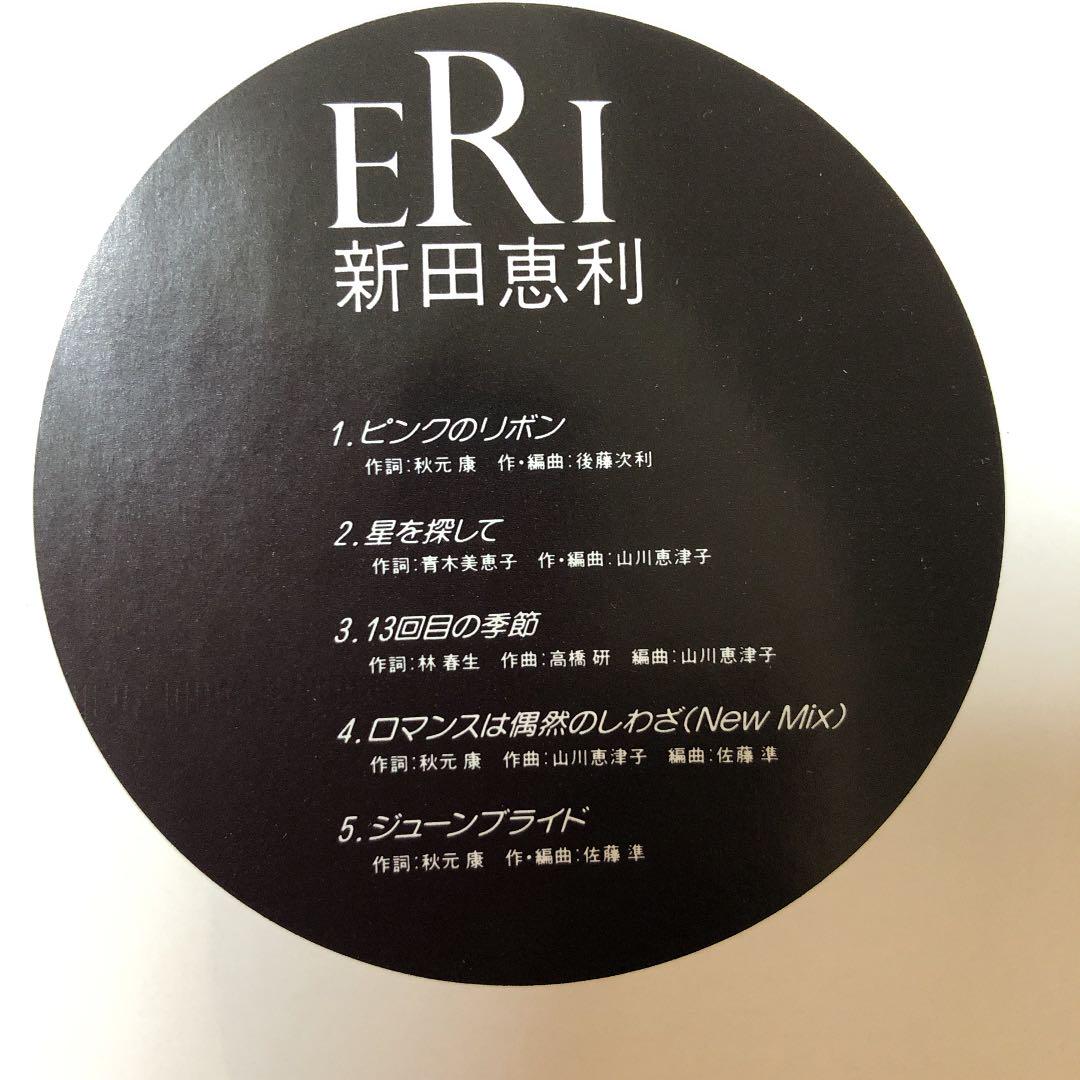 ERI
新田恵利
1.ピンクのリボン
作詞:秋元 康　作・編曲:後藤次利
2.星を探して
作詞:青木美恵子　作・編曲:山川恵津子
3.13回目の季節
作詞:林 春生　作曲:高橋 研　編曲:山川恵津子
4.ロマンスは偶然のしわざ(New Mix)
作詞:秋元 康　作曲:山川恵津子　編曲:佐藤 準
5.ジューンブライド
作詞:秋元 康　作・編曲:佐藤 準